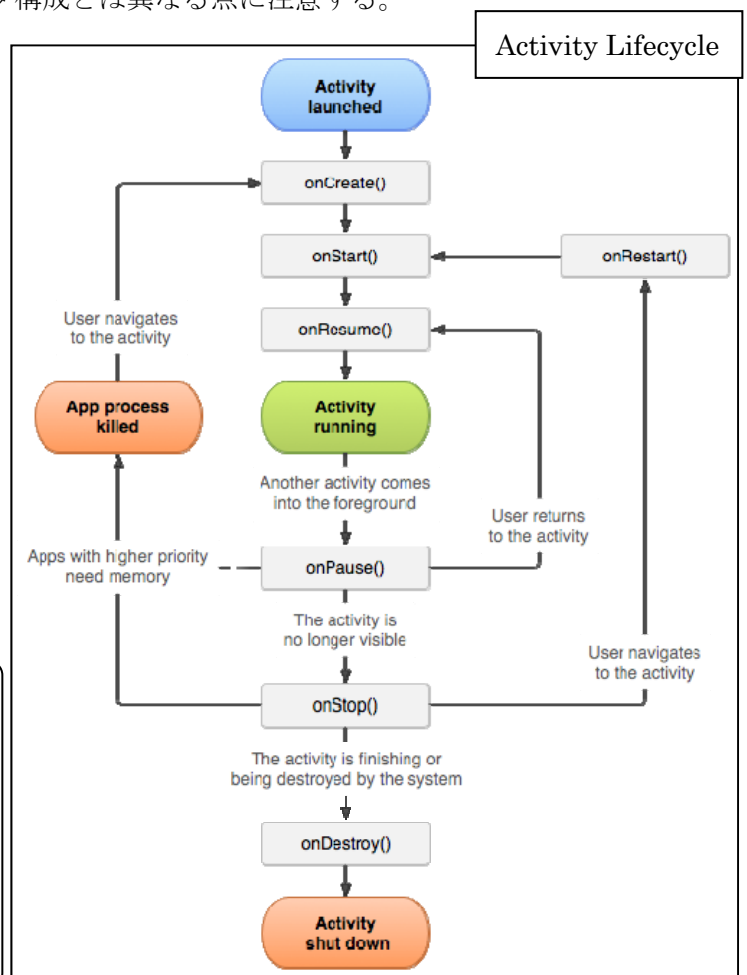 構成とは異なる点に注意する。
Activity Lifecycle
Activity
launched
onCreate()
onStart()
onRestart()
onResume()
User navigates
to the activity
App process
killed
Activity
running
Another activity comes
into the foreground
User returns
to the activity
Apps with higher priority
need memory
onPause()
The activity is
no longer visible
User navigates
to the activity
onStop()
The activity is finishing or
being destroyed by the system
onDestroy()
Activity
shut down